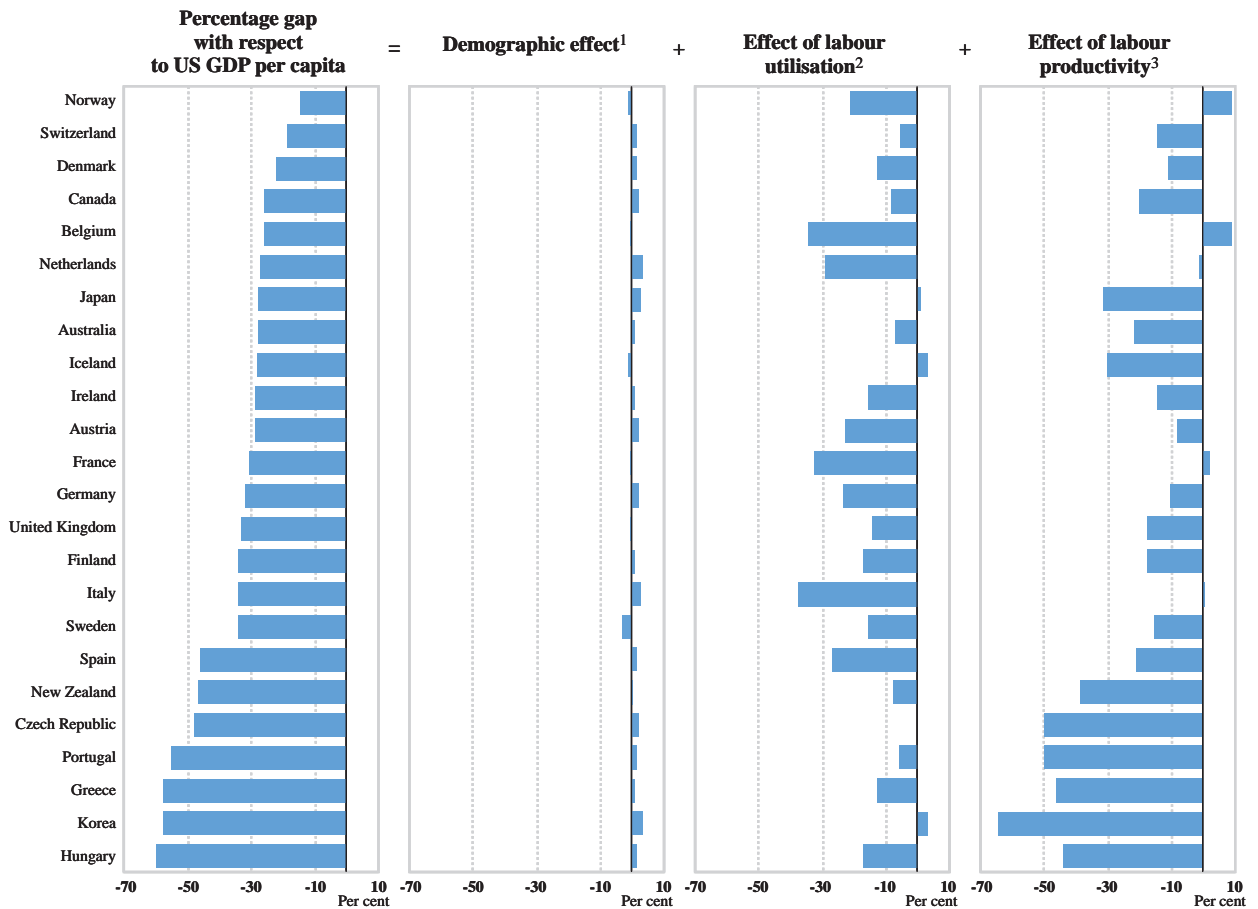 Percentage gap
with respect
to US GDP per capita
=
Demographic effect1
+
Effect of labour
utilisation2
+
Effect of labour
productivity3
Norway
Switzerland
Denmark
Canada
Belgium
Netherlands
Japan
Australia
Iceland
Ireland
Austria
France
Germany
United Kingdom
Finland
Italy
Sweden
Spain
New Zealand
Czech Republic
Portugal
Greece
Korea
Hungary
-70 -50 -30 -10 10
Per cent
-70 -50 -30 -10 10
Per cent
-70 -50 -30 -10 10
Per cent
-70 -50 -30 -10 10
Per cent